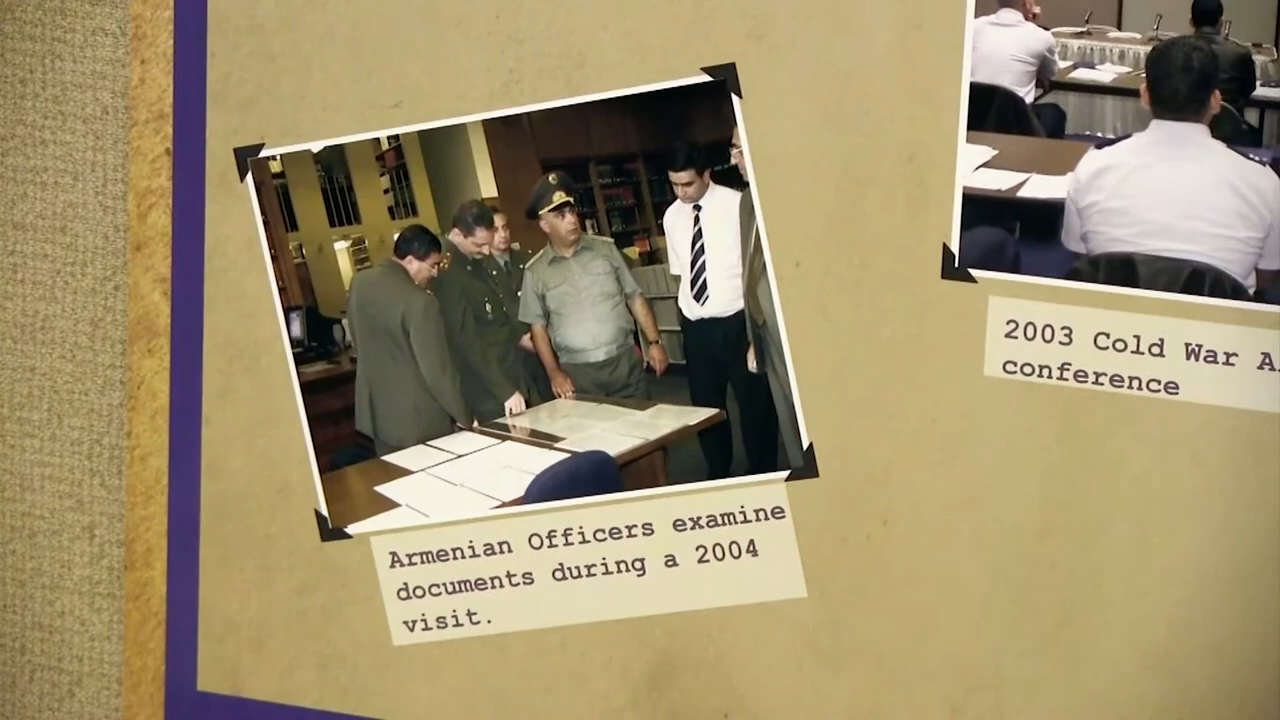 Armenian Officers examine
documents during a 2004
visit.
2003 Cold War
conference